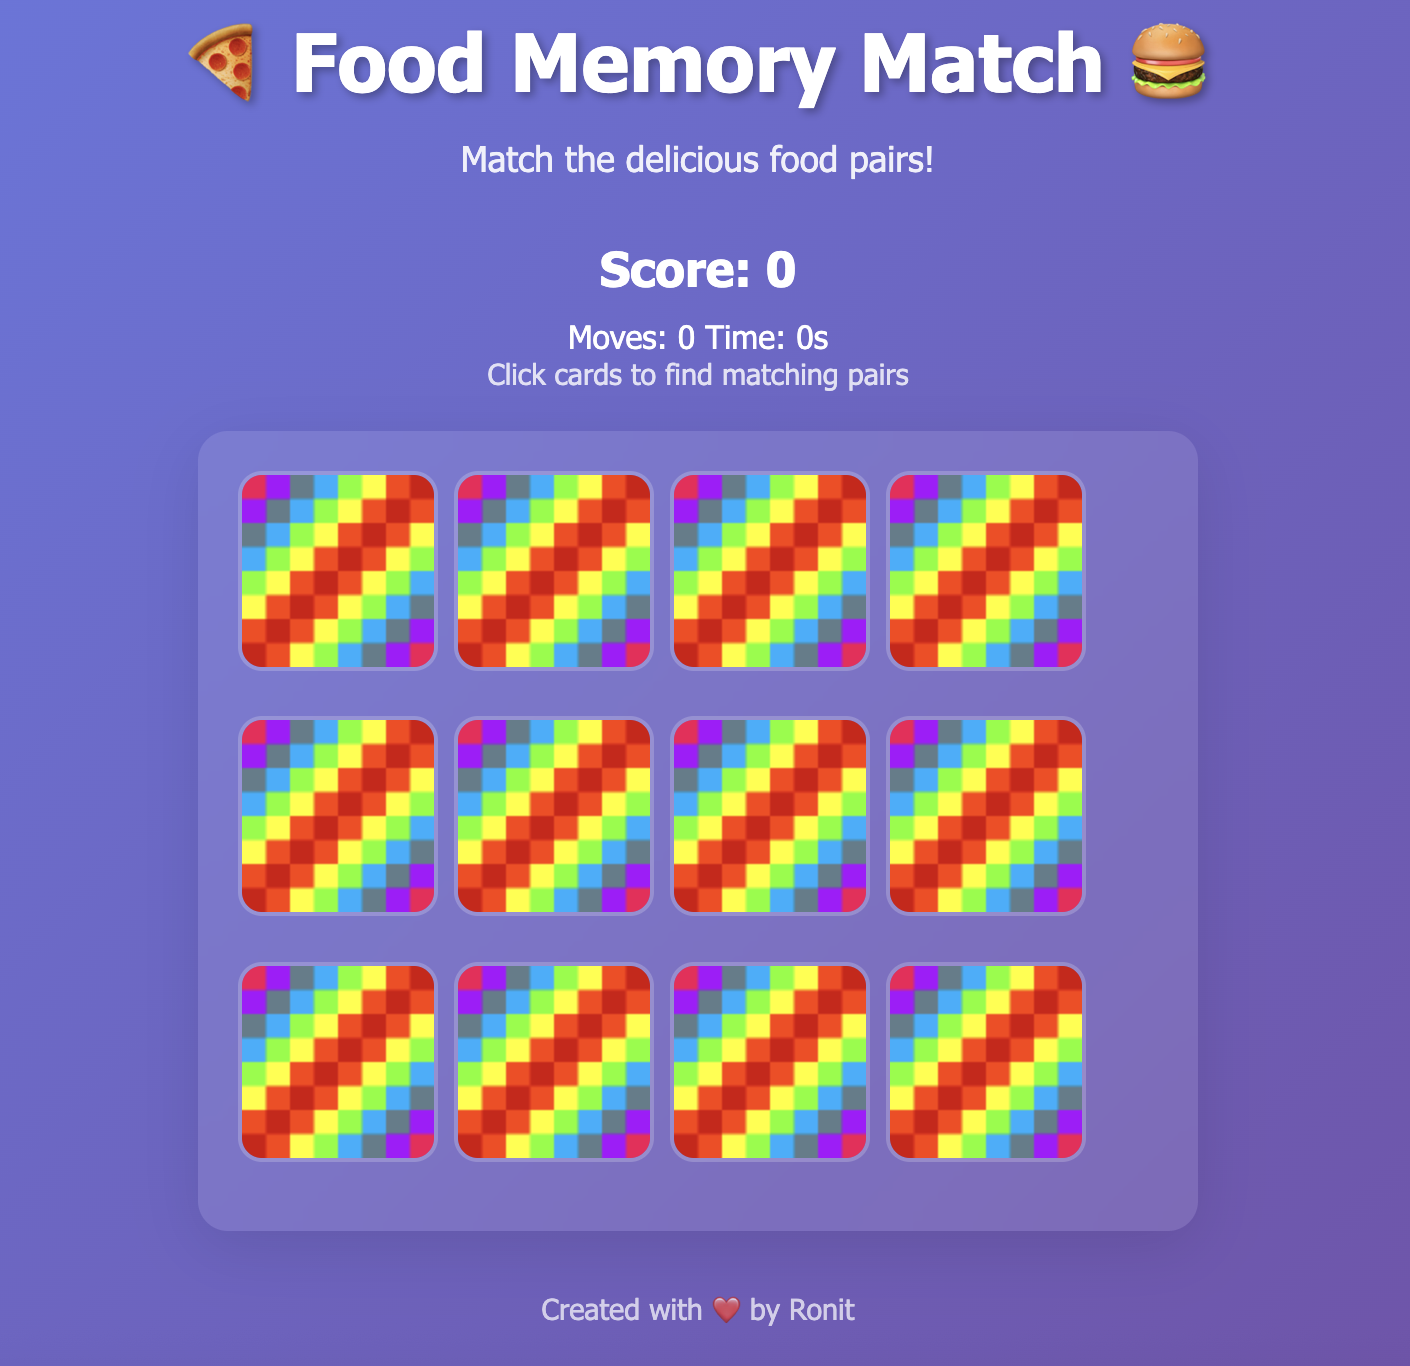 🍕 Food Memory Match 🍔
Match the delicious food pairs!
Score: 0
Moves: 0 Time: 0s
Click cards to find matching pairs
Created with ❤️ by Ronit